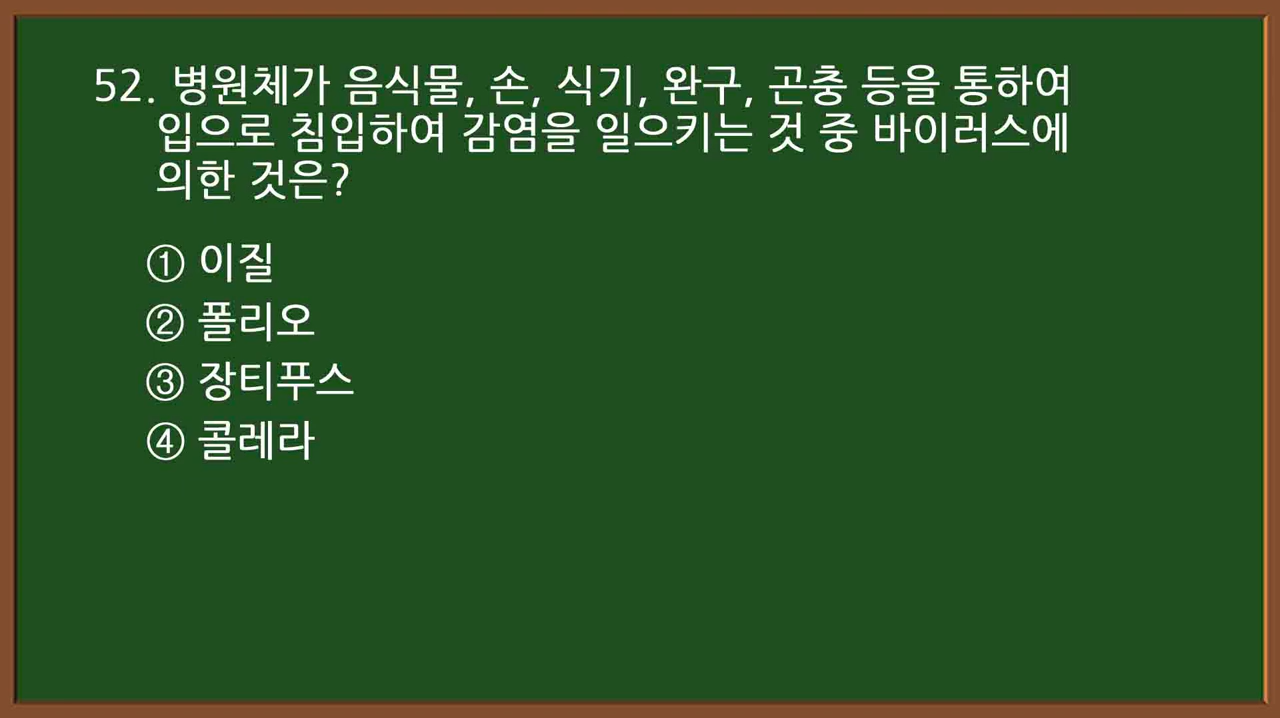 52. 병원체가 음식물, 손, 식기, 완구, 곤충 등을 통하여
입으로 침입하여 감염을 일으키는 것 중 바이러스에
의한 것은?
① 이질
② 폴리오
③ 장티푸스
④ 콜레라